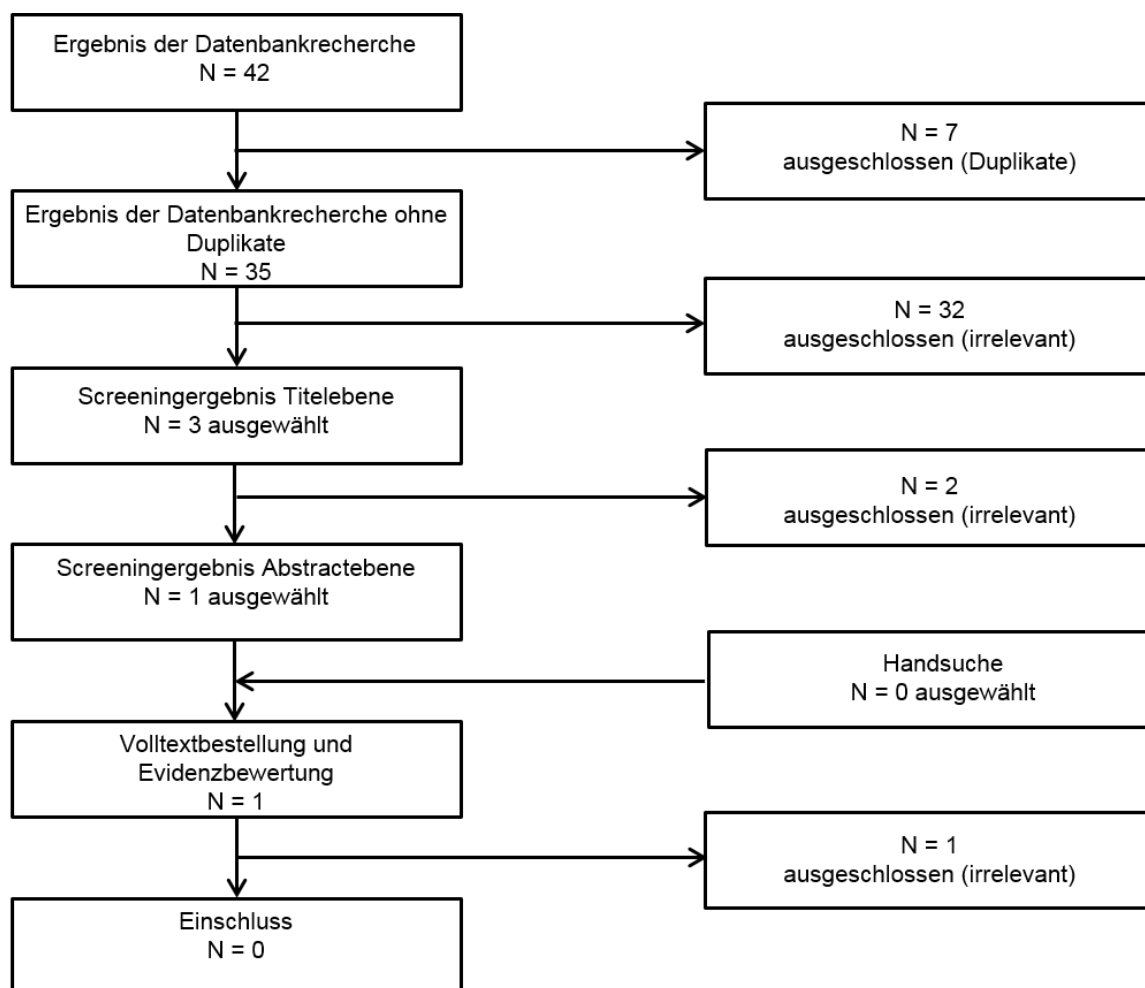 Ergebnis der Datenbankrecherche
N = 42
N = 7
ausgeschlossen (Duplikate)
Ergebnis der Datenbankrecherche ohne
Duplikate
N = 35
N = 32
ausgeschlossen (irrelevant)
Screeningergebnis Titelebene
N = 3 ausgewählt
N = 2
ausgeschlossen (irrelevant)
Screeningergebnis Abstractebene
N = 1 ausgewählt
Handsuche
N = 0 ausgewählt
Volltextbestellung und
Evidenzbewertung
N = 1
N = 1
ausgeschlossen (irrelevant)
Einschluss
N = 0